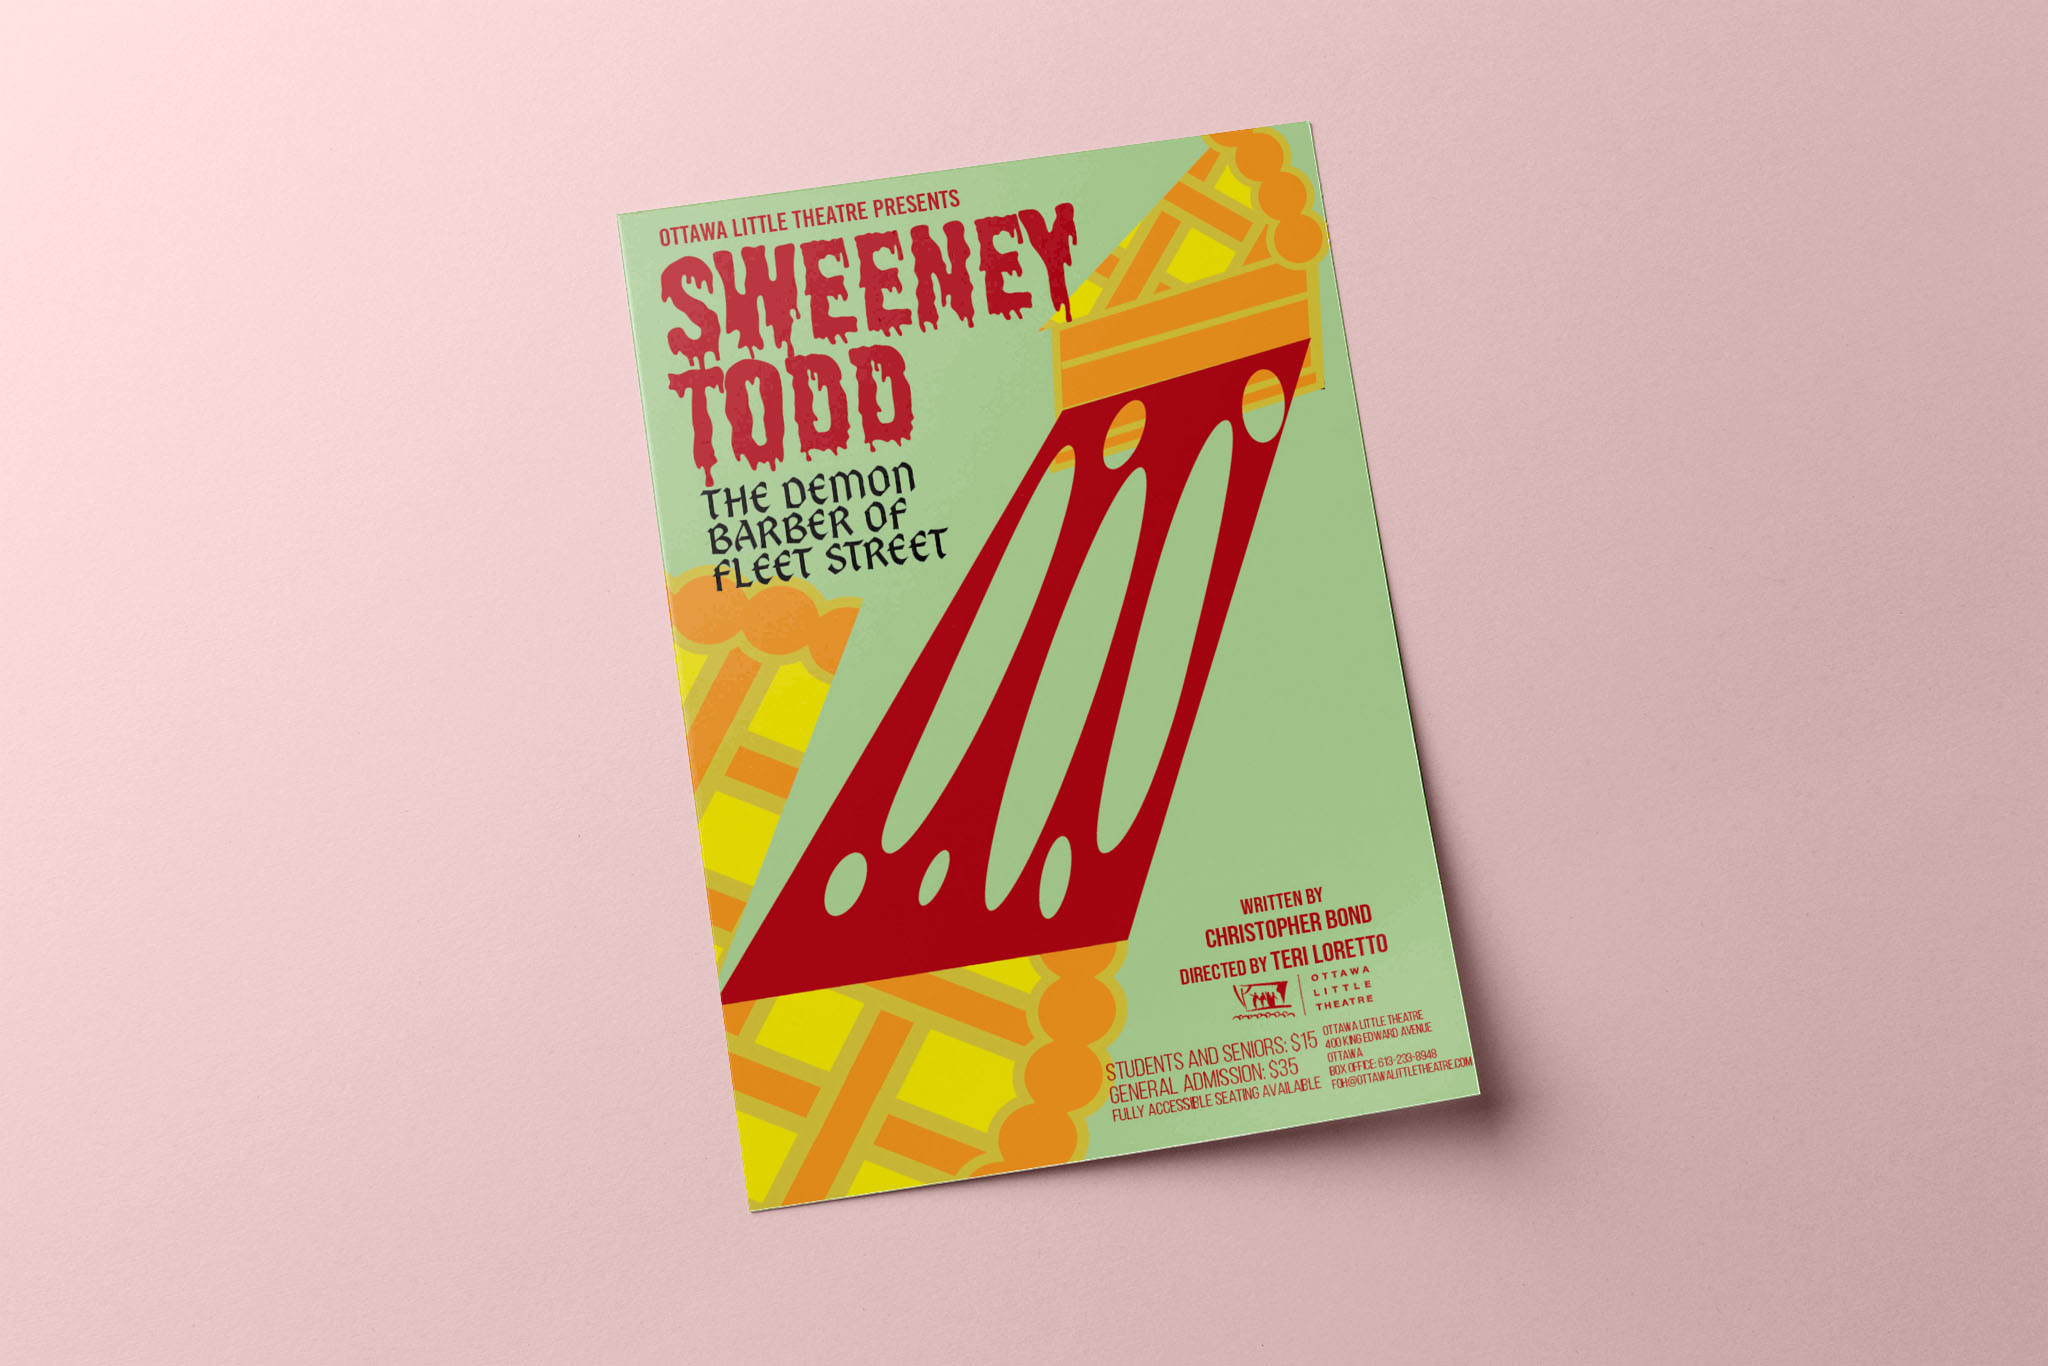 OTTAWA LITTLE THEATRE PRESENTS
SWEENEY
TODD
THE DEMON
BARBER OF
FLEET STREET
WRITTEN BY
CHRISTOPHER BOND
DIRECTED BY TERI LORETTO
OTTAWA
LITTLE
THEATRE
STUDENTS AND SENIORS: $15
GENERAL ADMISSION: $35
FULLY ACCESSIBLE SEATING AVAILABLE
OTTAWA LITTLE THEATRE
400 KING EDWARD AVENUE
OTTAWA
BOX OFFICE: 613-233-8948
FOH@OTTAWALITTLETHEATRE.COM